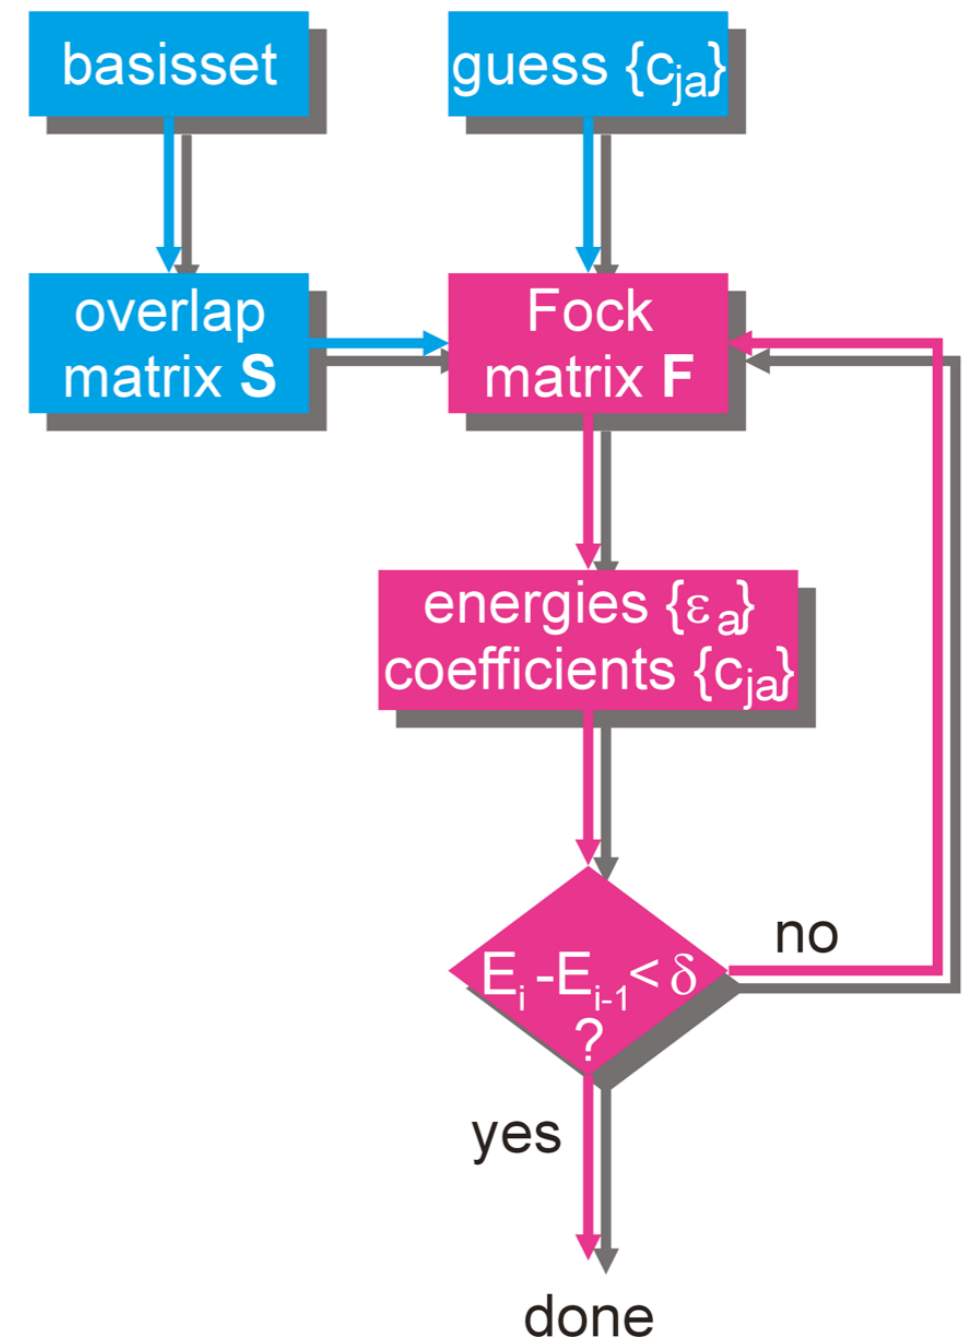 basisset
guess {cja}
overlap
matrix S
Fock
matrix F
energies {εa}
coefficients {cja}
no
Ei -Ei-1< δ
?
yes
done